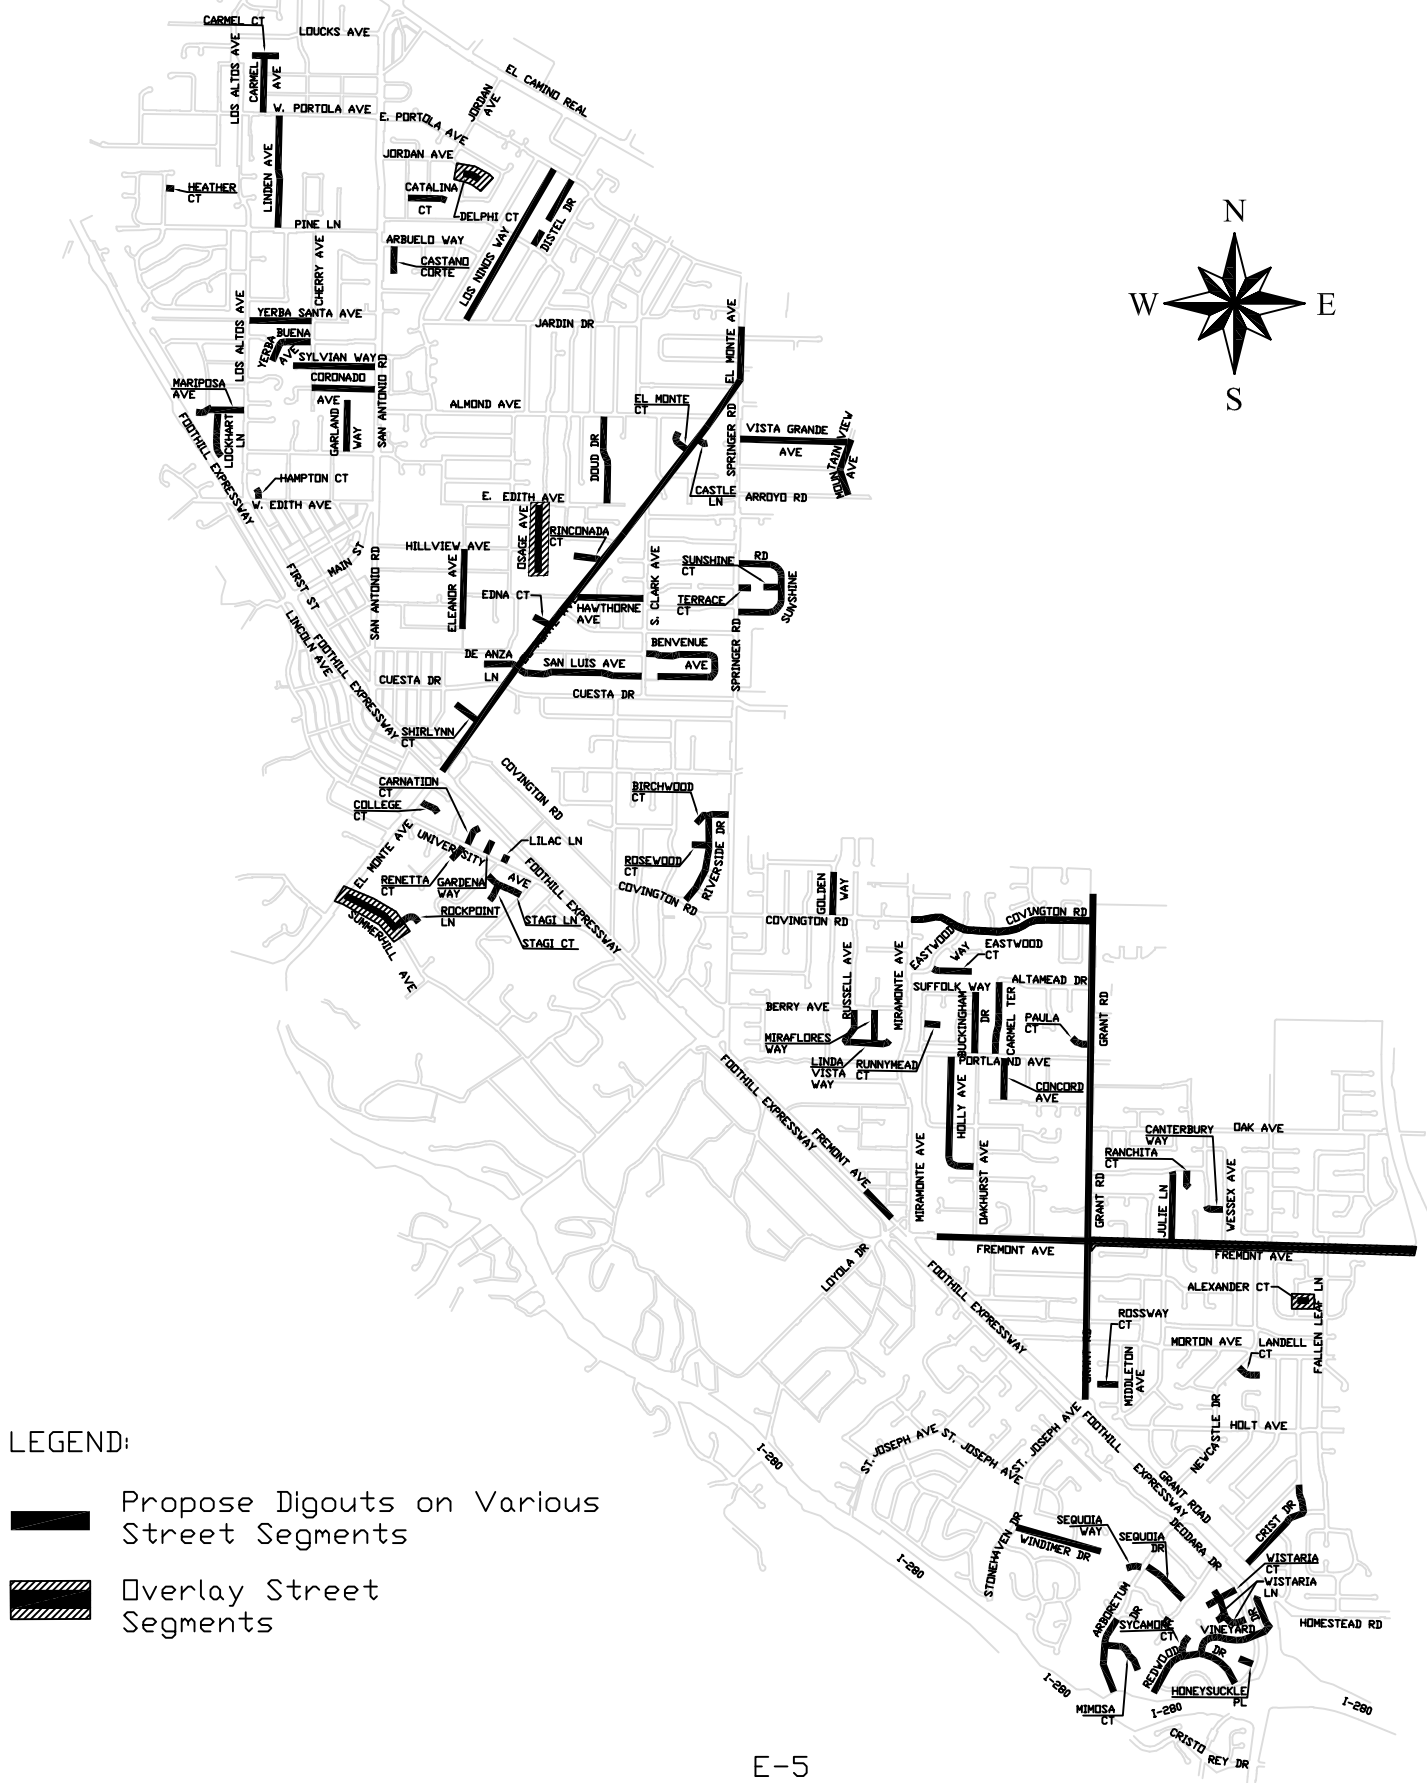 CARMEL CT
LOUCKS AVE
LOS ALTOS AVE
CARMEL
AVE
EL CAMINO REAL
JORDAN
AVE
W. PORTOLA AVE
E. PORTOLA AVE
JORDAN AVE
LINDEN AVE
HEATHER
CT
CATALINA
CT
DELPHI CT
DISTEL DR
PINE LN
ARBUELO WAY
CHERRY AVE
CASTANO
CORTE
LOS NINOS WAY
N
W
E
S
YERBA SANTA AVE
LOS ALTOS AVE
YERBA
BUENA
AVE
JARDIN DR
EL MONTE AVE
SYLVIAN WAY
CORONADO
AVE
SAN ANTONIO RD
MARIPOSA
AVE
LOCKHART
LN
GARLAND
WAY
ALMOND AVE
EL MONTE
CT
SPRINGER RD
VISTA GRANDE
AVE
MOUNTAIN VIEW
AVE
FOOTHILL EXPRESSWAY
DOUD DR
HAMPTON CT
W. EDITH AVE
E. EDITH AVE
CASTLE
LN
ARROYO RD
OSAGE AVE
RINCONADA
CT
HILLVIEW AVE
MAIN ST
FIRST ST
SAN ANTONIO RD
ELEANOR AVE
S. CLARK AVE
SUNSHINE
CT
RD
SUNSHINE
TERRACE
CT
EDNA CT
HAWTHORNE
AVE
LINCOLN AVE
FOOTHILL EXPRESSWAY
DE ANZA
LN
SAN LUIS AVE
BENVENUE
AVE
SPRINGER RD
CUESTA DR
CUESTA DR
SHIRLYNN
CT
CARNATION
CT
COLLEGE
CT
COVINGTON RD
BIRCHWOOD
CT
RIVERSIDE DR
ROSEWOOD
CT
EL MONTE AVE
UNIVERSITY
AVE
LILAC LN
RENETTA
CT
GARDENA
WAY
FOOTHILL EXPRESSWAY
COVINGTON RD
SUMMERHILL
AVE
ROCKPOINT
LN
STAGI LN
STAGI CT
GOLDEN
WAY
COVINGTON RD
COVINGTON RD
EASTWOOD
WAY
EASTWOOD
CT
RUSSELL AVE
MIRAMONTE AVE
SUFFOLK WAY
ALTAMEAD DR
BERRY AVE
BUCKINGHAM
DR
CARMEL TER
PAULA
CT
GRANT RD
MIRAFLORES
WAY
LINDA
VISTA
WAY
RUNNYMEAD
CT
PORTLAND AVE
CONCORD
AVE
FOOTHILL EXPRESSWAY
FREMONT AVE
HOLLY AVE
MIRAMONTE AVE
OAKHURST AVE
CANTERBURY
WAY
OAK AVE
RANCHITA
CT
GRANT RD
JULIE LN
WESSEX AVE
FREMONT AVE
FREMONT AVE
LOYOLA DR
FOOTHILL EXPRESSWAY
ALEXANDER CT
FALLEN LEAF LN
ROSSWAY
CT
MORTON AVE
LANDELL
CT
GRANT RD
MIDDLETON
AVE
LEGEND:
Propose Digouts on Various
Street Segments
Overlay Street
Segments
ST. JOSEPH AVE
ST. JOSEPH AVE
ST. JOSEPH AVE
FOOTHILL
EXPRESSWAY
NEWCASTLE DR
HOLT AVE
I-280
GRANT ROAD
DEODARA DR
CRIST DR
STONEHAVEN DR
WINDIMER DR
SEQUOIA
WAY
SEQUOIA
DR
I-280
WISTARIA
CT
WISTARIA
LN
ARBORETUM
DR
SYCAMORE
CT
VINEYARD
DR
HOMESTEAD RD
REDWOOD
DR
HONEYSUCKLE
PL
MIMOSA
CT
I-280
I-280
I-280
CRISTO
REY DR
E-5